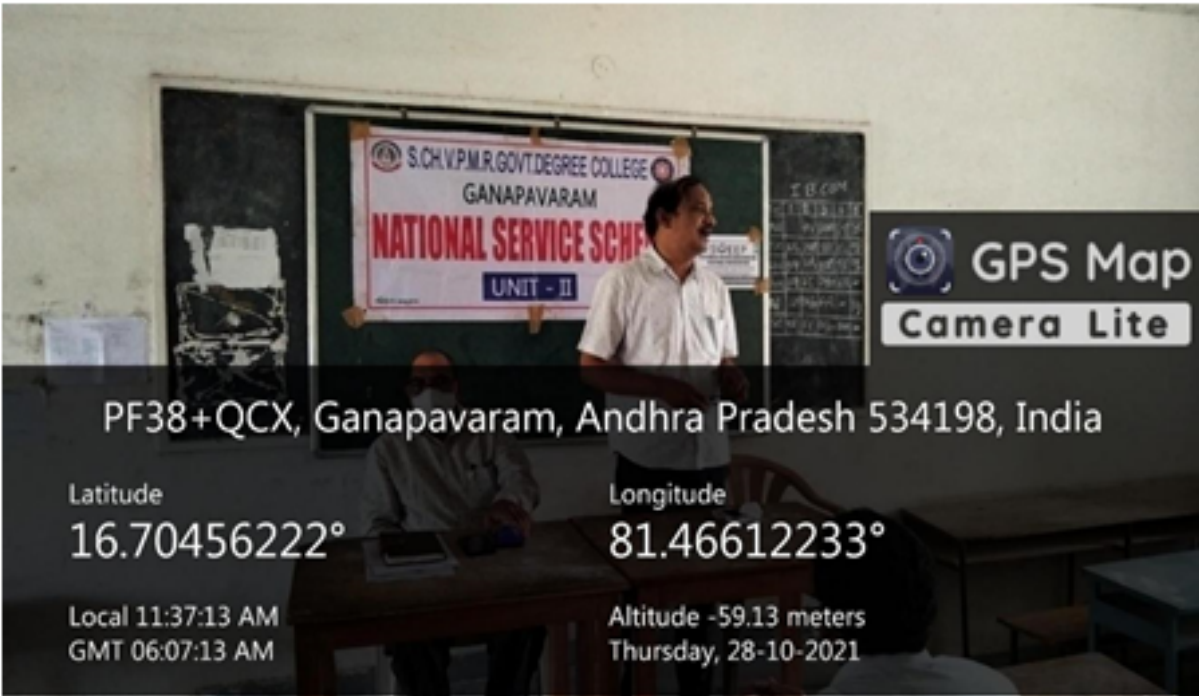 S.CH.V.P.M.R.GOVT.DEGREE COLLEGE
GANAPAVARAM
NATIONAL SERVICE SCHE
UNIT - II
I B.COM
GPS Map
Camera Lite
PF38+QCX, Ganapavaram, Andhra Pradesh 534198, India
Latitude
16.70456222°
Longitude
81.46612233°
Local 11:37:13 AM
GMT 06:07:13 AM
Altitude -59.13 meters
Thursday, 28-10-2021